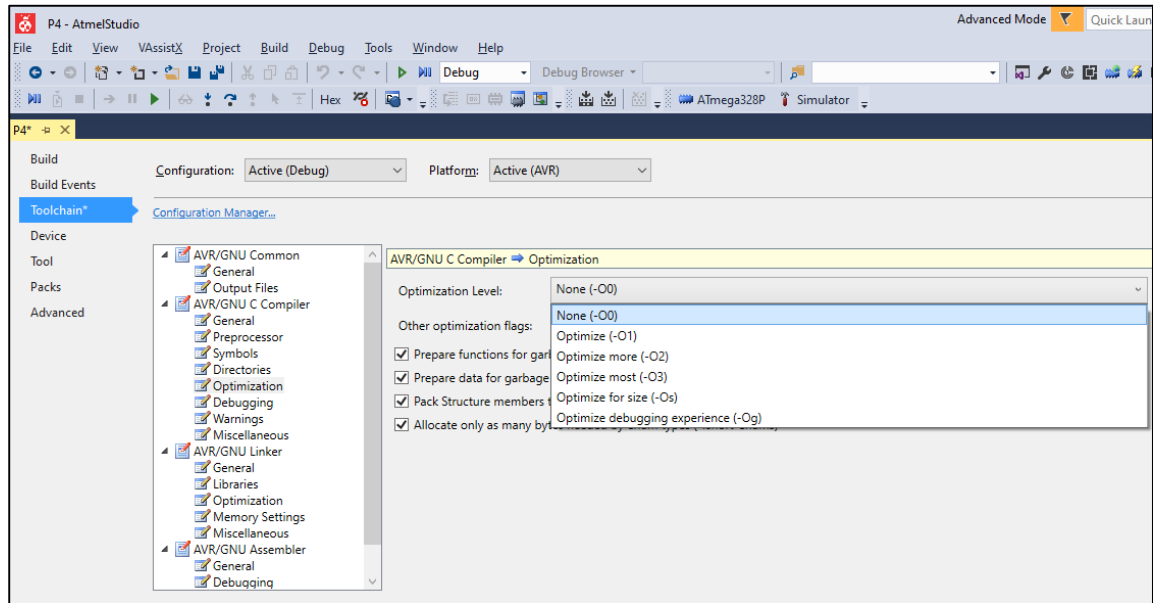 P4 - AtmelStudio
Advanced Mode
Quick Laun
File Edit View VAssistX Project Build Debug Tools Window Help
Debug Debug Browser
Hex ATmega328P Simulator
P4*
Build
Build Events
Toolchain*
Device
Tool
Packs
Advanced
Configuration: Active (Debug) Platform: Active (AVR)
Configuration Manager...
AVR/GNU Common
General
Output Files
AVR/GNU C Compiler
General
Preprocessor
Symbols
Directories
Optimization
Debugging
Warnings
Miscellaneous
AVR/GNU Linker
General
Libraries
Optimization
Memory Settings
Miscellaneous
AVR/GNU Assembler
General
Debugging
AVR/GNU C Compiler Optimization
Optimization Level: None (-O0)
Other optimization flags:
Prepare functions for gar
Prepare data for garbage
Pack Structure members t
Allocate only as many
None (-O0)
Optimize (-O1)
Optimize more (-O2)
Optimize most (-O3)
Optimize for size (-Os)
Optimize debugging experience (-Og)